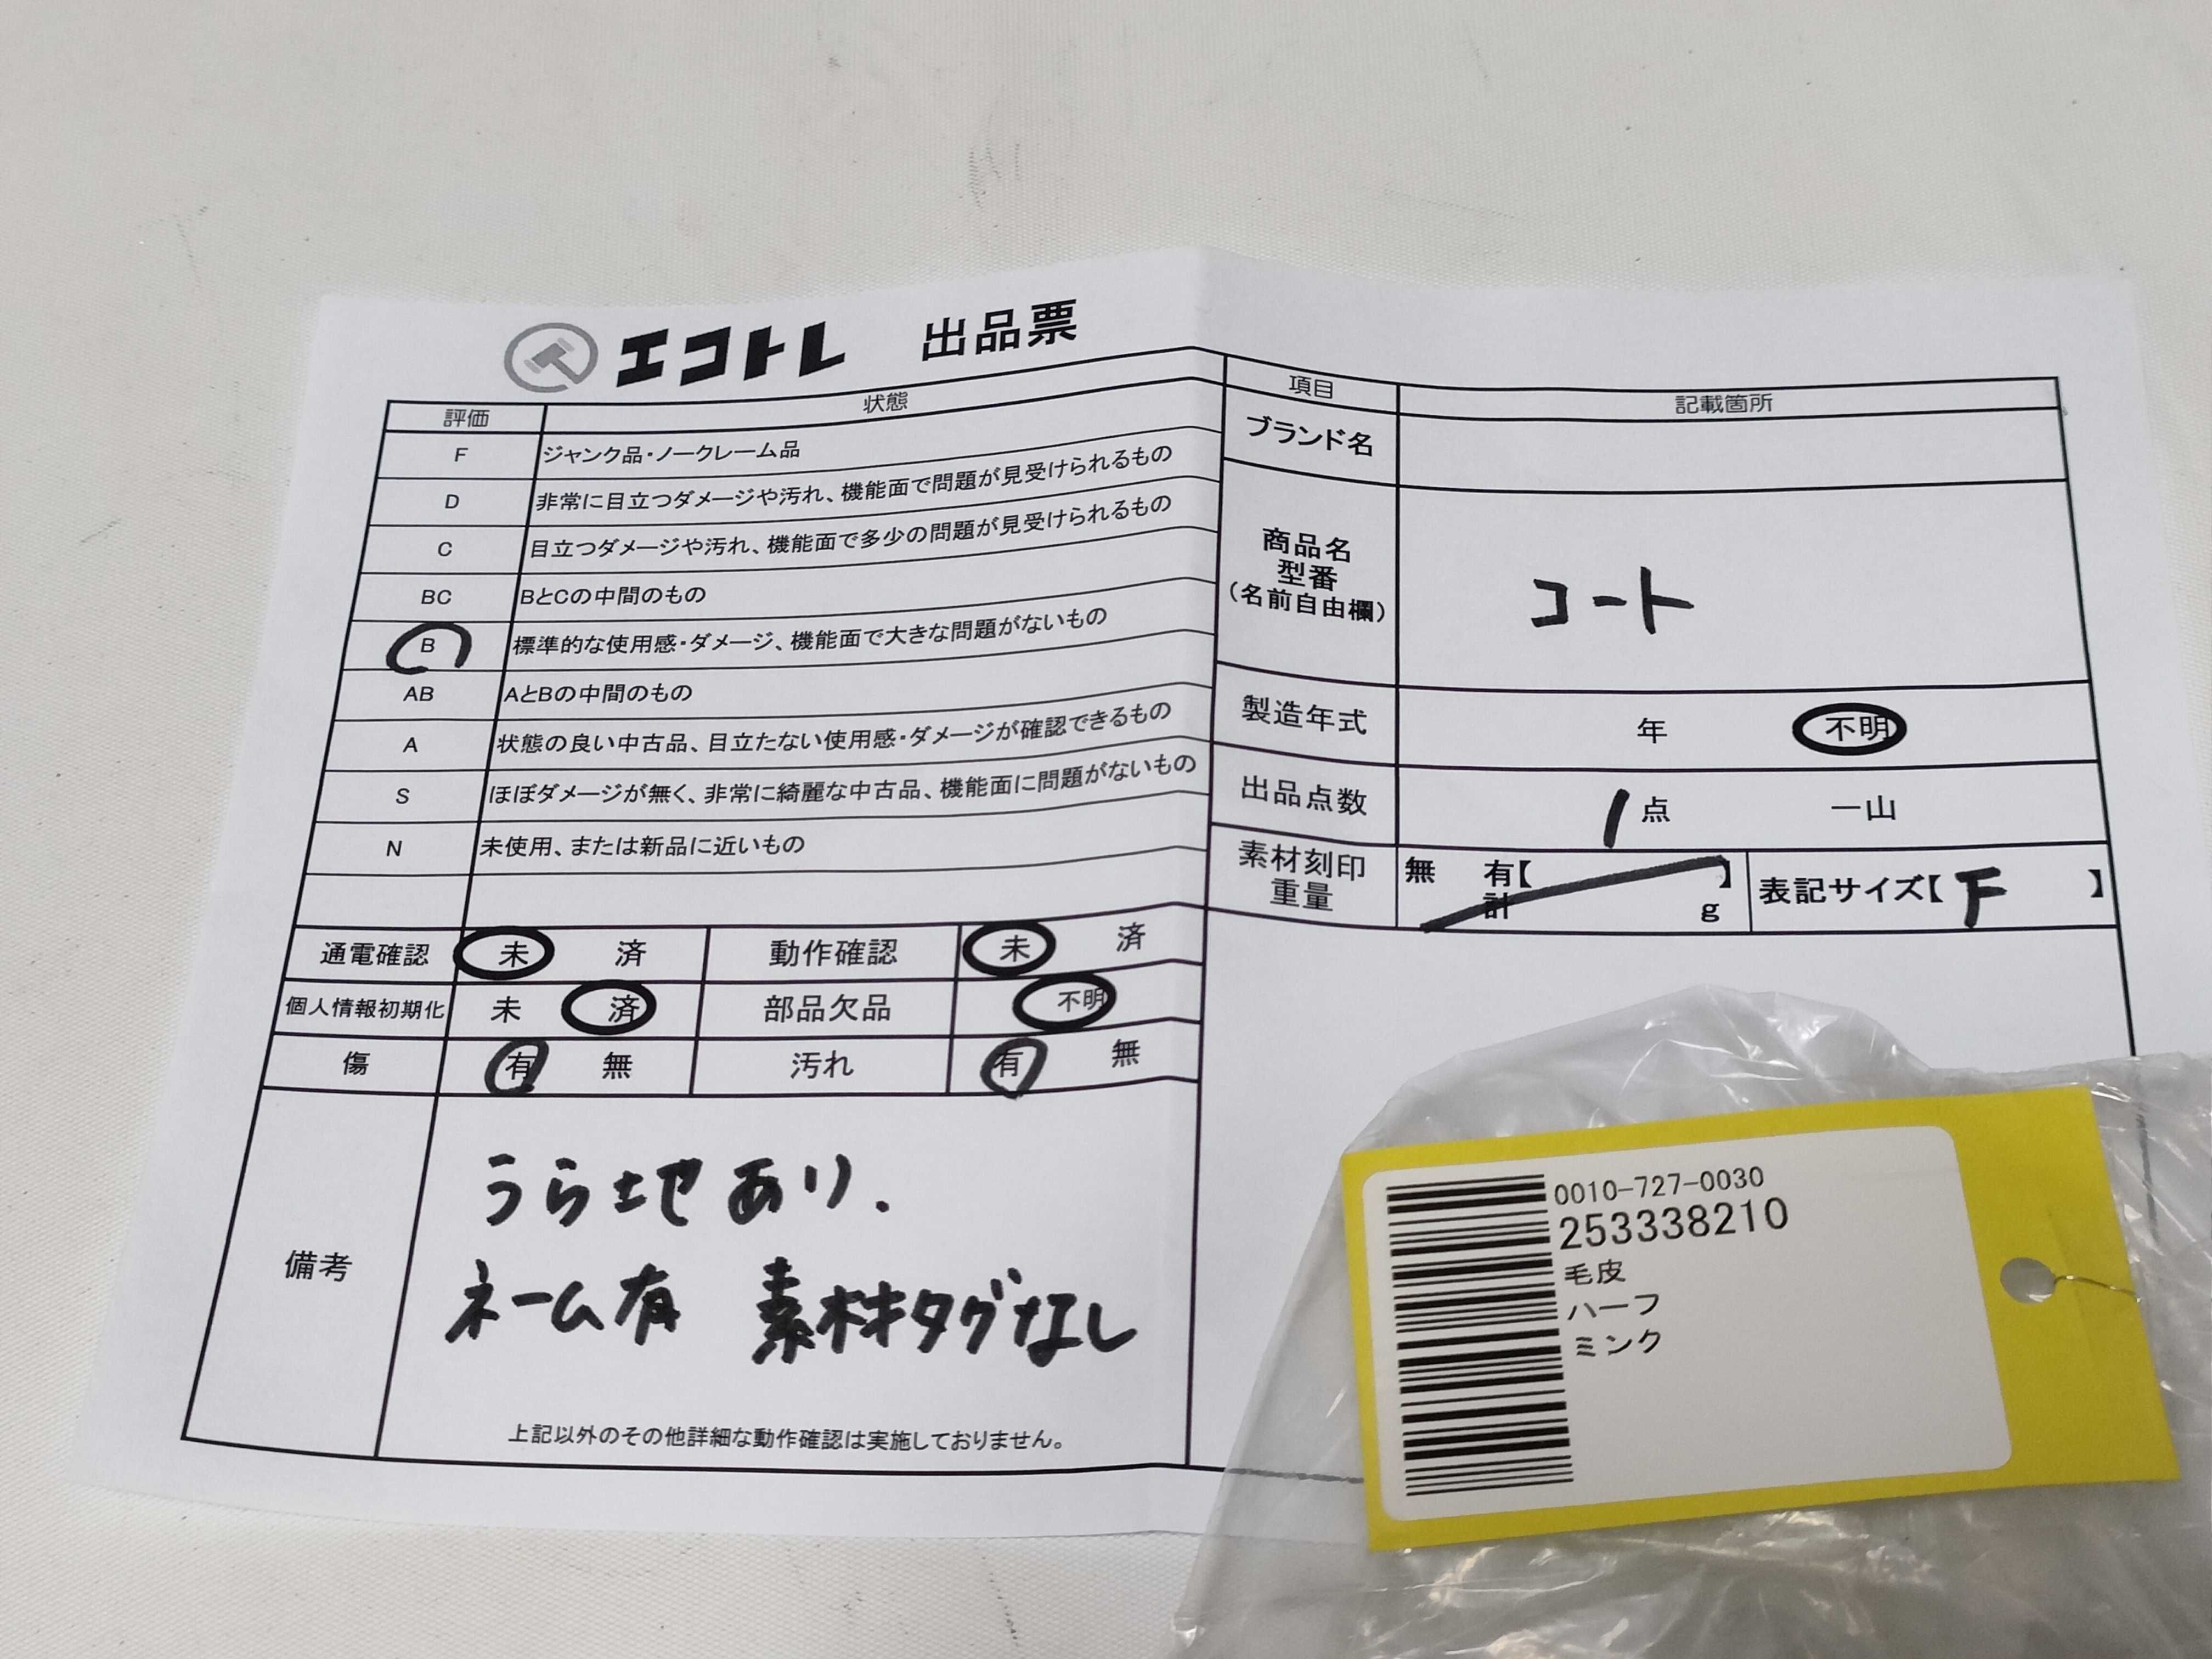 エコトレ 出品票
評価 状態
F ジャンク品・ノークレーム品
D 非常に目立つダメージや汚れ、機能面で問題が見受けられるもの
C 目立つダメージや汚れ、機能面で多少の問題が見受けられるもの
BC BとCの中間のもの
B 標準的な使用感・ダメージ、機能面で大きな問題がないもの
AB AとBの中間のもの
A 状態の良い中古品、目立たない使用感・ダメージが確認できるもの
S ほぼダメージが無く、非常に綺麗な中古品、機能面に問題がないもの
N 未使用、または新品に近いもの
通電確認 未 済 動作確認 未 済
個人情報初期化 未 済 部品欠品 不明
傷 有 無 汚れ 有 無
備考
うら地あり.
ネーム有 素材タグなし
上記以外のその他詳細な動作確認は実施しておりません。
項目 記載箇所
ブランド名
商品名
型番
(名前自由欄)
コート
製造年式 年 不明
出品点数 1点 一山
素材刻印
重量
無 有【 】
計 g
表記サイズ【F 】
0010-727-0030
253338210
毛皮
ハーフ
ミンク